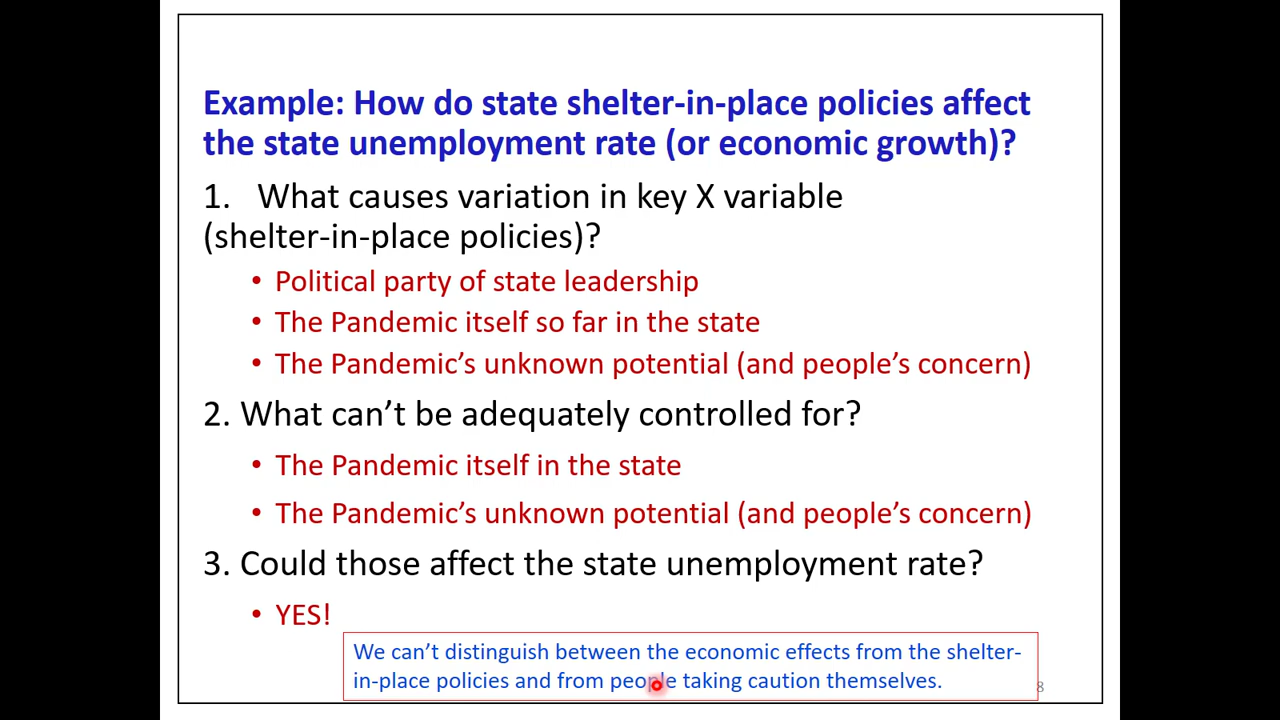 Example: How do state shelter-in-place policies affect
the state unemployment rate (or economic growth)?
1. What causes variation in key X variable
(shelter-in-place policies)?
• Political party of state leadership
• The Pandemic itself so far in the state
• The Pandemic’s unknown potential (and people’s concern)
2. What can’t be adequately controlled for?
• The Pandemic itself in the state
• The Pandemic’s unknown potential (and people’s concern)
3. Could those affect the state unemployment rate?
• YES!
We can’t distinguish between the economic effects from the shelter-
in-place policies and from people taking caution themselves.
8